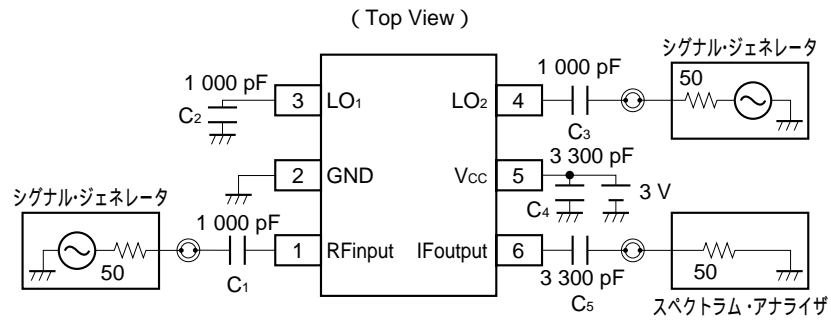 ( Top View )
シグナル・ジェネレータ
1 000 pF
50
1 000 pF
C2
3
LO1
LO2
4
C3
3 300 pF
2
GND
VCC
5
C4
3 V
シグナル・ジェネレータ
50
1 000 pF
C1
1
RFinput
IFoutput
6
3 300 pF
C5
50
スペクトラム・アナライザ